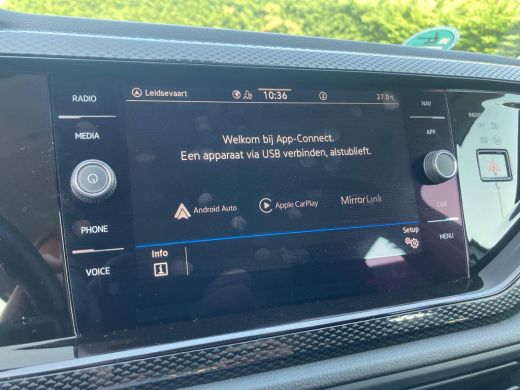 RADIO
MEDIA
PHONE
VOICE
Leidsevaart
10:36
2
27.0
Welkom bij App-Connect.
Een apparaat via USB verbinden, alstublieft.
Android Auto
Apple CarPlay
MirrorLink
Info
Setup
NAV
APP
CAR
MENU